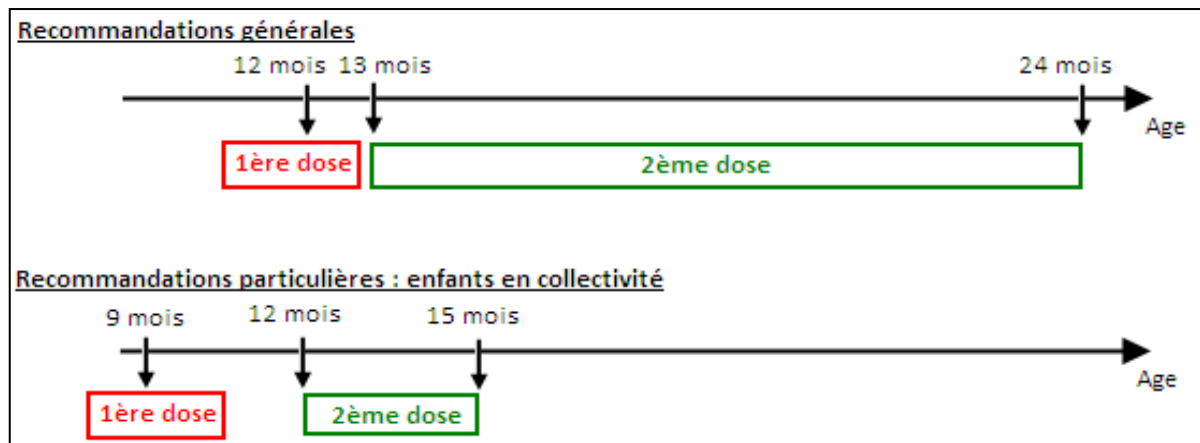 Recommandations générales
12 mois 13 mois 24 mois
Age
1ère dose 2ème dose
Recommandations particulières : enfants en collectivité
9 mois 12 mois 15 mois
Age
1ère dose 2ème dose